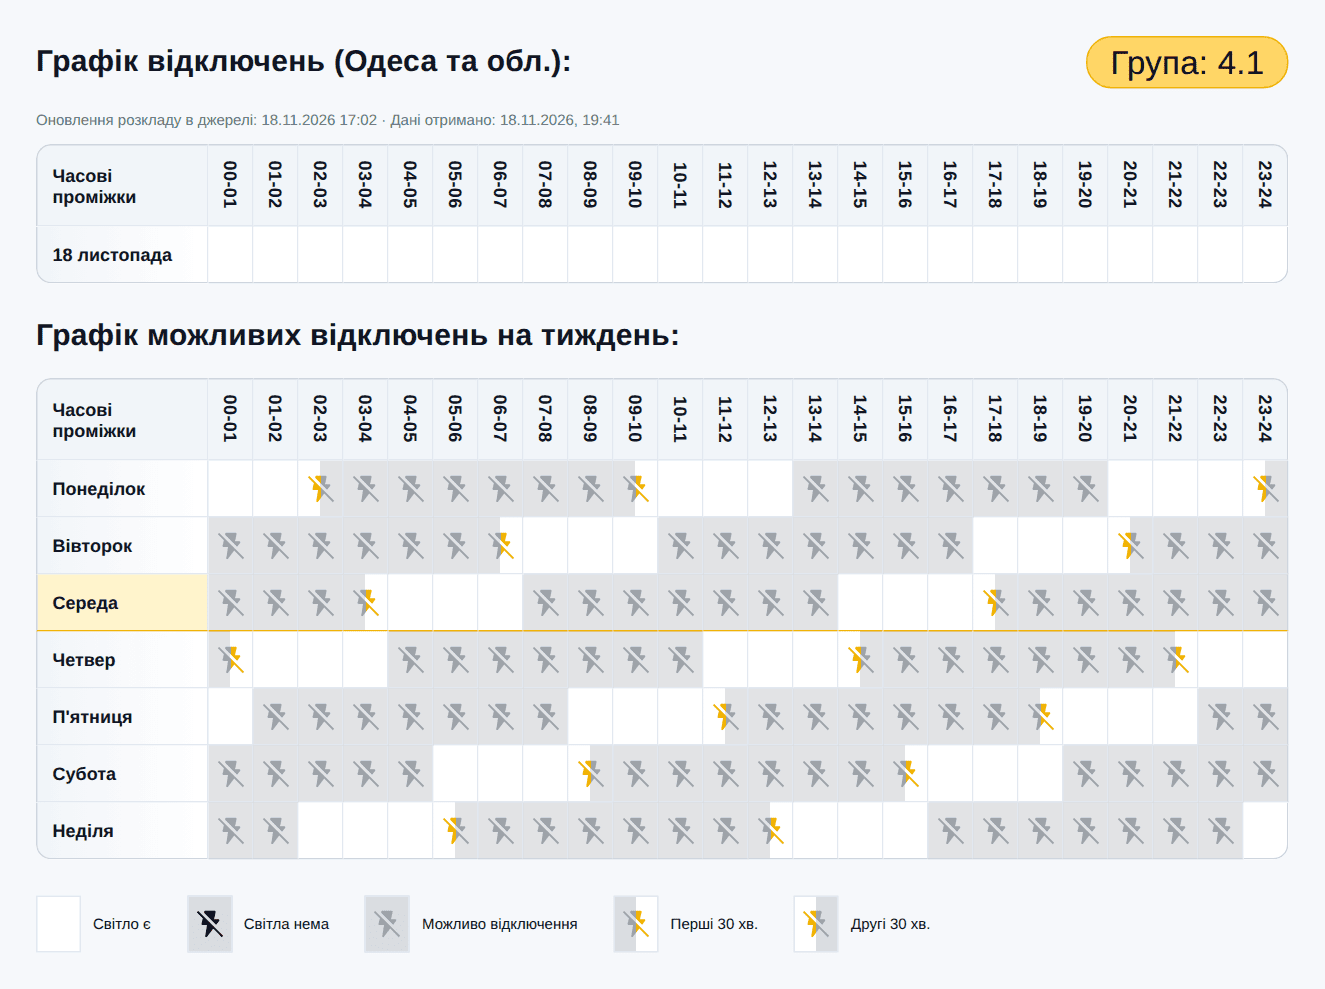 Графік відключень (Одеса та обл.):
Група: 4.1
Оновлення розкладу в джерелі: 18.11.2026 17:02 · Дані отримано: 18.11.2026, 19:41
Часові проміжки 00-01 01-02 02-03 03-04 04-05 05-06 06-07 07-08 08-09 09-10 10-11 11-12 12-13 13-14 14-15 15-16 16-17 17-18 18-19 19-20 20-21 21-22 22-23 23-24
18 листопада
Графік можливих відключень на тиждень:
Часові проміжки 00-01 01-02 02-03 03-04 04-05 05-06 06-07 07-08 08-09 09-10 10-11 11-12 12-13 13-14 14-15 15-16 16-17 17-18 18-19 19-20 20-21 21-22 22-23 23-24
Понеділок
Вівторок
Середа
Четвер
П'ятниця
Субота
Неділя
Світло є Світла нема Можливо відключення Перші 30 хв. Другі 30 хв.